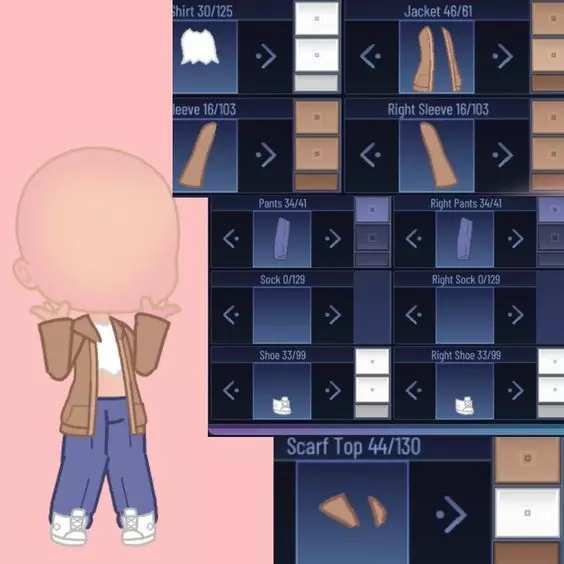 Shirt 30/125
Jacket 46/61
leeve 16/103
Right Sleeve 16/103
Pants 34/41
Right Pants 34/41
Sock 0/129
Right Sock 0/129
Shoe 33/99
Right Shoe 33/99
Scarf Top 44/130